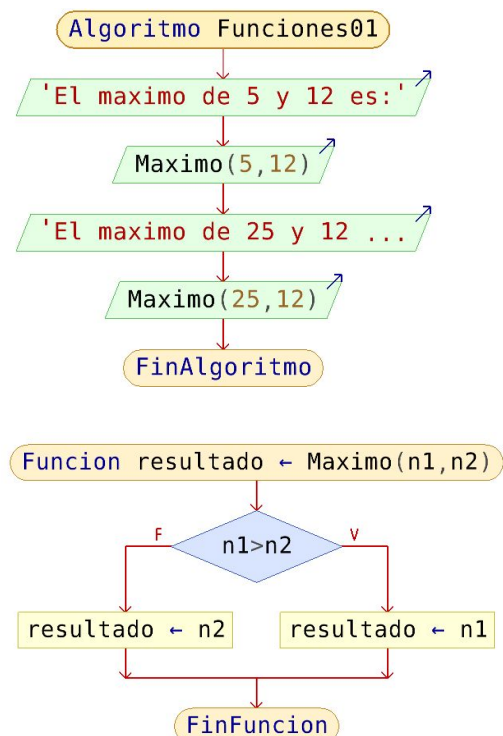 Algoritmo Funciones01
'El maximo de 5 y 12 es:'
Maximo(5,12)
'El maximo de 25 y 12 ...
Maximo(25,12)
FinAlgoritmo
Funcion resultado ← Maximo(n1,n2)
n1>n2
F
V
resultado ← n2
resultado ← n1
FinFuncion